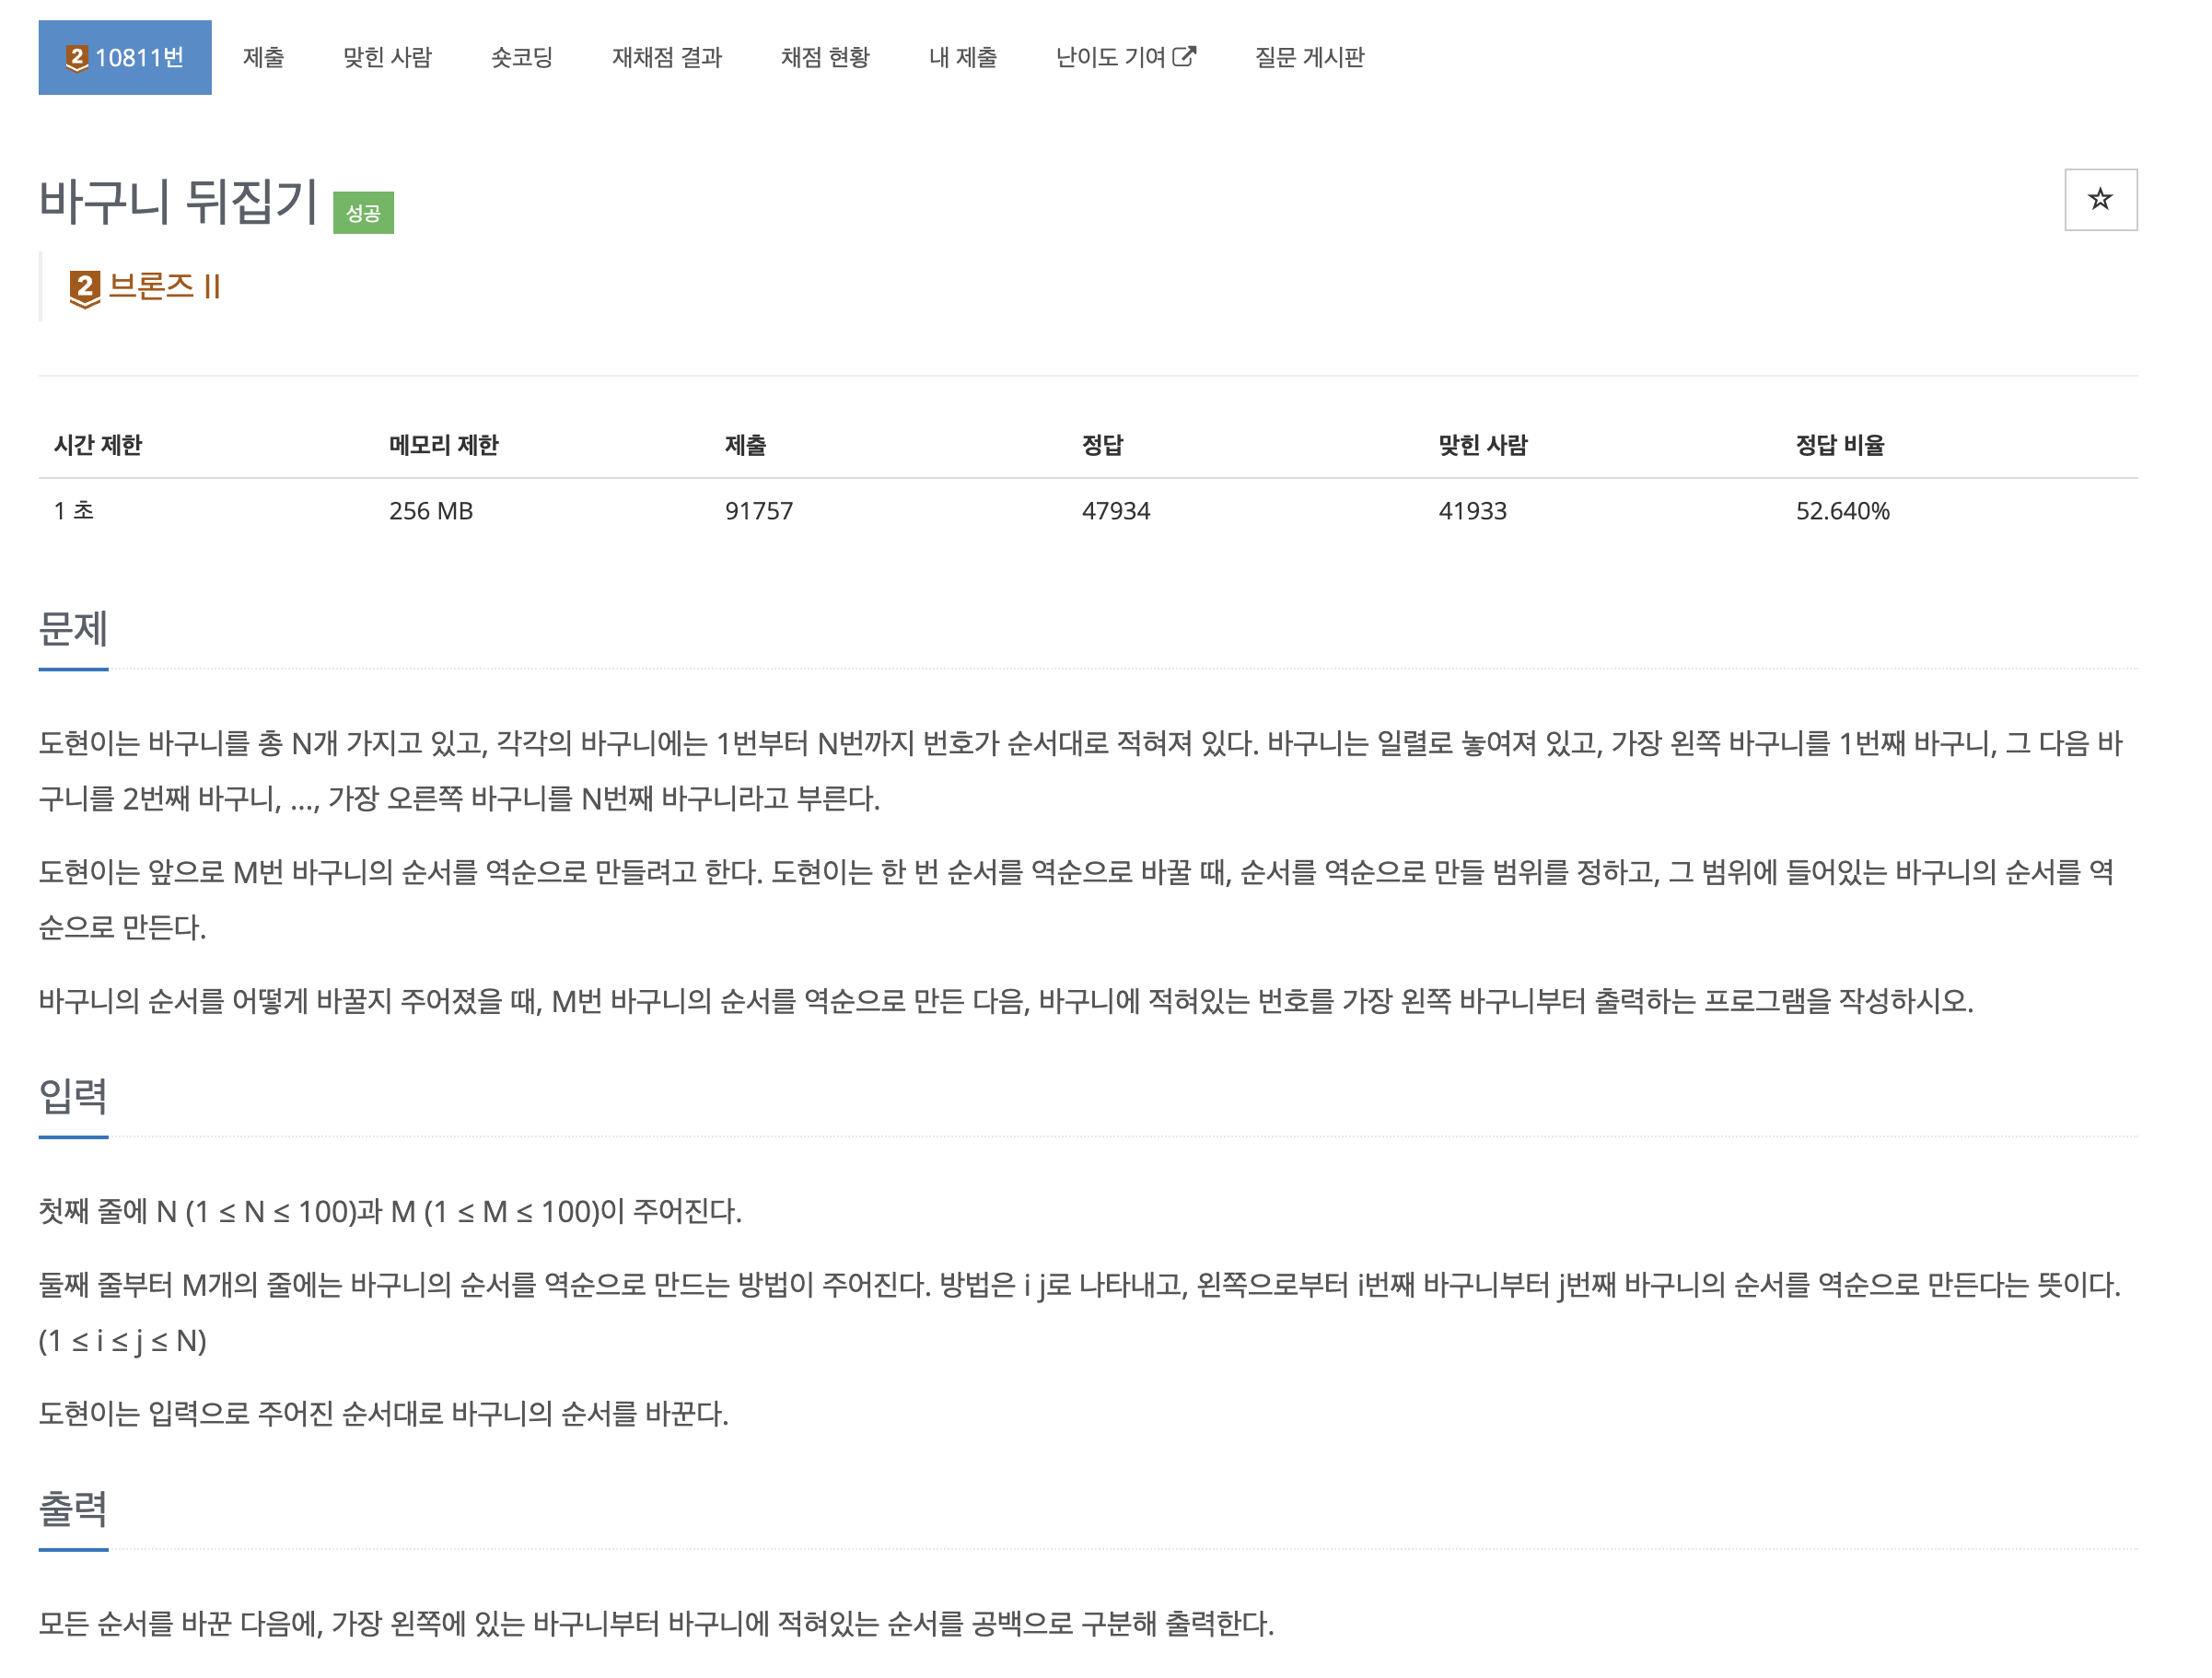 2 10811번 제출 맞힌 사람 숏코딩 재채점 결과 채점 현황 내 제출 난이도 기여 질문 게시판
바구니 뒤집기 성공
2 브론즈 II
시간 제한 메모리 제한 제출 정답 맞힌 사람 정답 비율
1 초 256 MB 91757 47934 41933 52.640%
문제
도현이는 바구니를 총 N개 가지고 있고, 각각의 바구니에는 1번부터 N번까지 번호가 순서대로 적혀져 있다. 바구니는 일렬로 놓여져 있고, 가장 왼쪽 바구니를 1번째 바구니, 그 다음 바
구니를 2번째 바구니, ..., 가장 오른쪽 바구니를 N번째 바구니라고 부른다.
도현이는 앞으로 M번 바구니의 순서를 역순으로 만들려고 한다. 도현이는 한 번 순서를 역순으로 바꿀 때, 순서를 역순으로 만들 범위를 정하고, 그 범위에 들어있는 바구니의 순서를 역
순으로 만든다.
바구니의 순서를 어떻게 바꿀지 주어졌을 때, M번 바구니의 순서를 역순으로 만든 다음, 바구니에 적혀있는 번호를 가장 왼쪽 바구니부터 출력하는 프로그램을 작성하시오.
입력
첫째 줄에 N (1 ≤ N ≤ 100)과 M (1 ≤ M ≤ 100)이 주어진다.
둘째 줄부터 M개의 줄에는 바구니의 순서를 역순으로 만드는 방법이 주어진다. 방법은 i j로 나타내고, 왼쪽으로부터 i번째 바구니부터 j번째 바구니의 순서를 역순으로 만든다는 뜻이다.
(1 ≤ i ≤ j ≤ N)
도현이는 입력으로 주어진 순서대로 바구니의 순서를 바꾼다.
출력
모든 순서를 바꾼 다음에, 가장 왼쪽에 있는 바구니부터 바구니에 적혀있는 순서를 공백으로 구분해 출력한다.